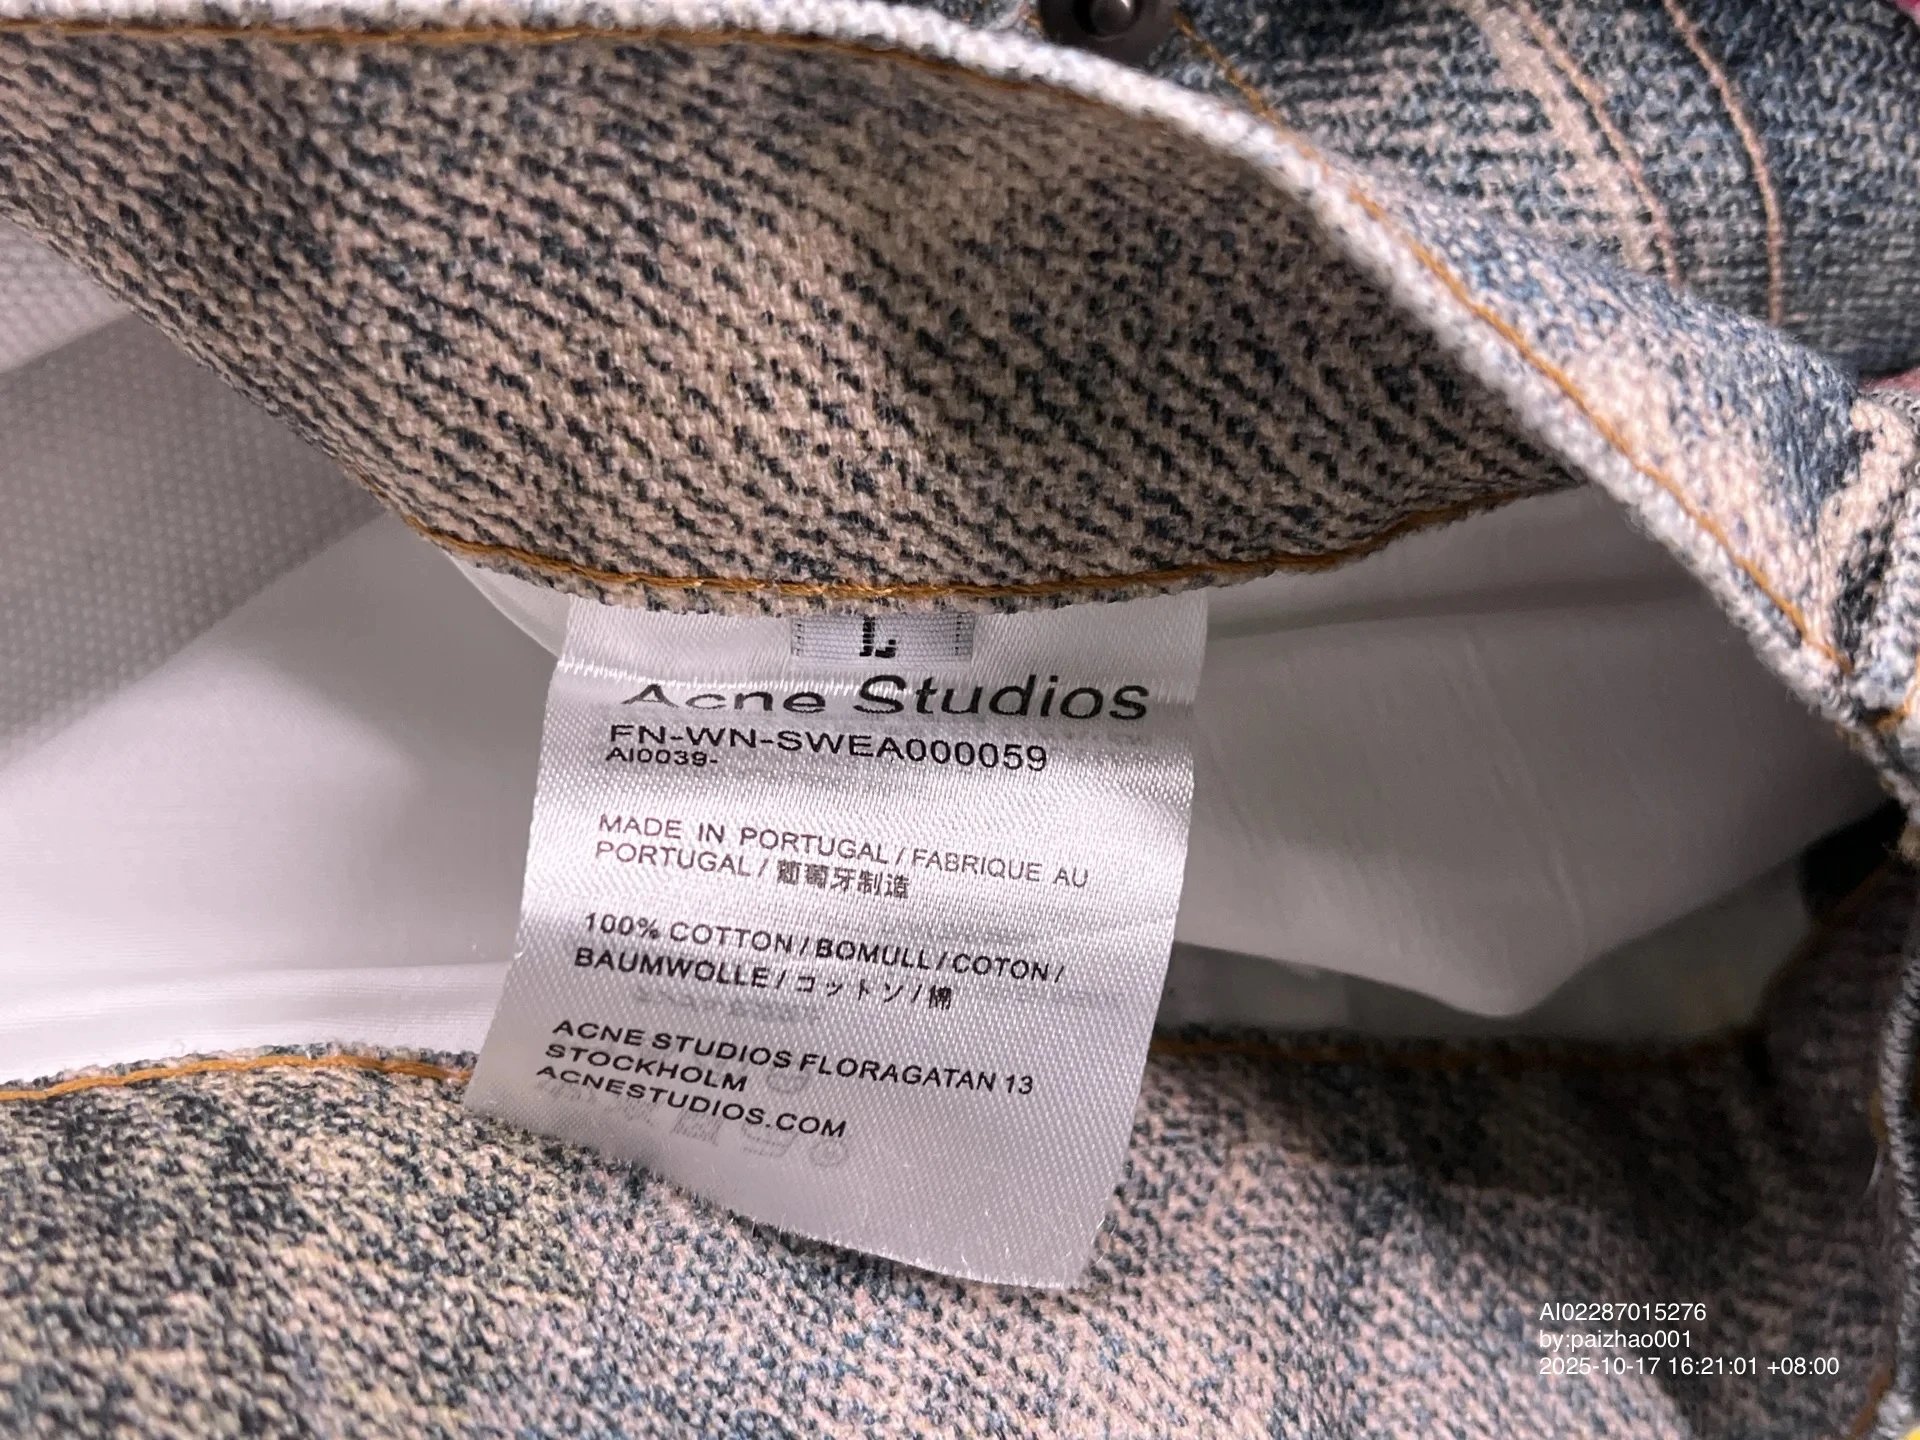 L
Acne Studios
FN-WN-SWEA000059
AI0039-
MADE IN PORTUGAL / FABRIQUE AU
PORTUGAL / 葡萄牙制造
100% COTTON / BOMULL / COTON /
BAUMWOLLE / コットン / 棉
ACNE STUDIOS FLORAGATAN 13
STOCKHOLM
ACNESTUDIOS.COM
AI02287015276
by:paizhao001
2025-10-17 16:21:01 +08:00